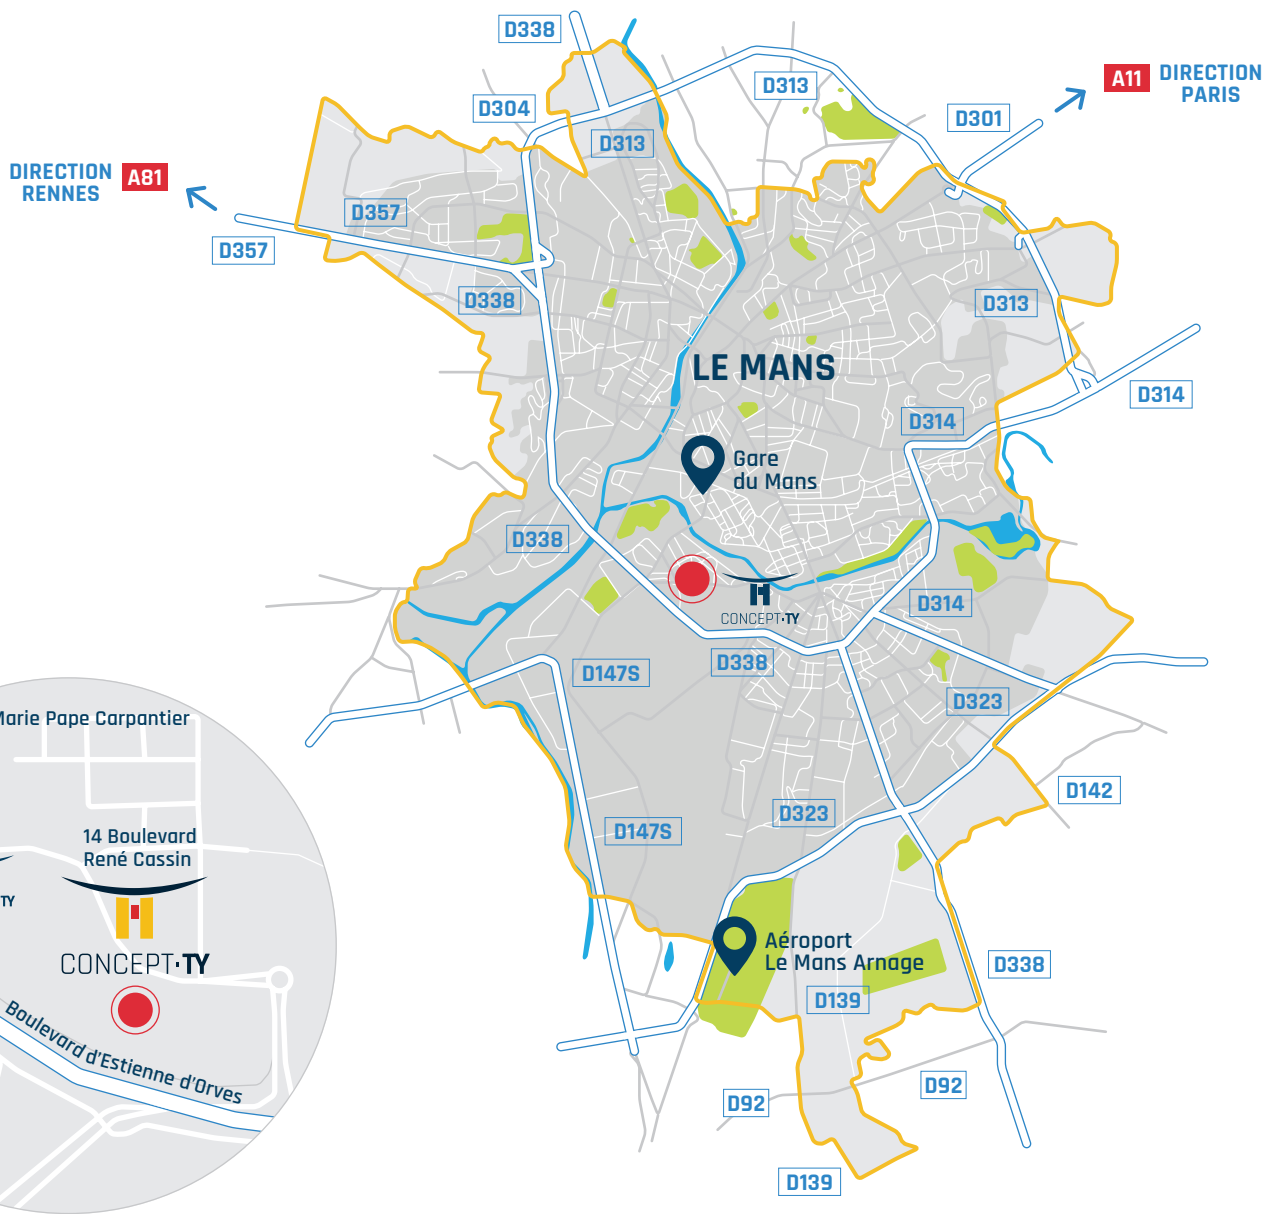 D338
A11 DIRECTION
PARIS
D313
D304
D301
D313
DIRECTION
RENNES A81
D357
D357
D338
D313
LE MANS
D314
D314
Gare
du Mans
D338
D314
CONCEPT·TY
D338
D147S
D323
Marie Pape Carpantier
D142
D323
D147S
14 Boulevard
René Cassin
TY
CONCEPT·TY
Aéroport
Le Mans Arnage
D338
D139
Boulevard d'Estienne d'Orves
D92
D92
D139